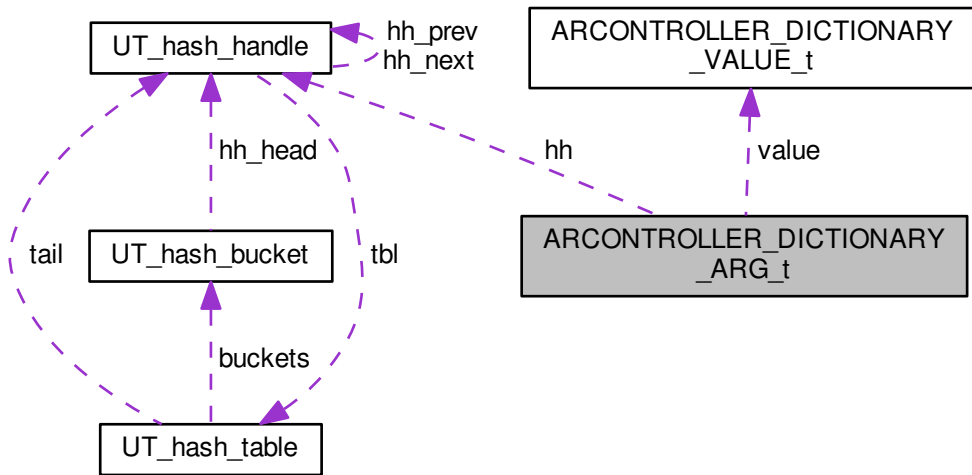 UT_hash_handle
hh_prev
hh_next
ARCONTROLLER_DICTIONARY
_VALUE_t
hh_head
hh
value
tail
UT_hash_bucket
tbl
ARCONTROLLER_DICTIONARY
_ARG_t
buckets
UT_hash_table